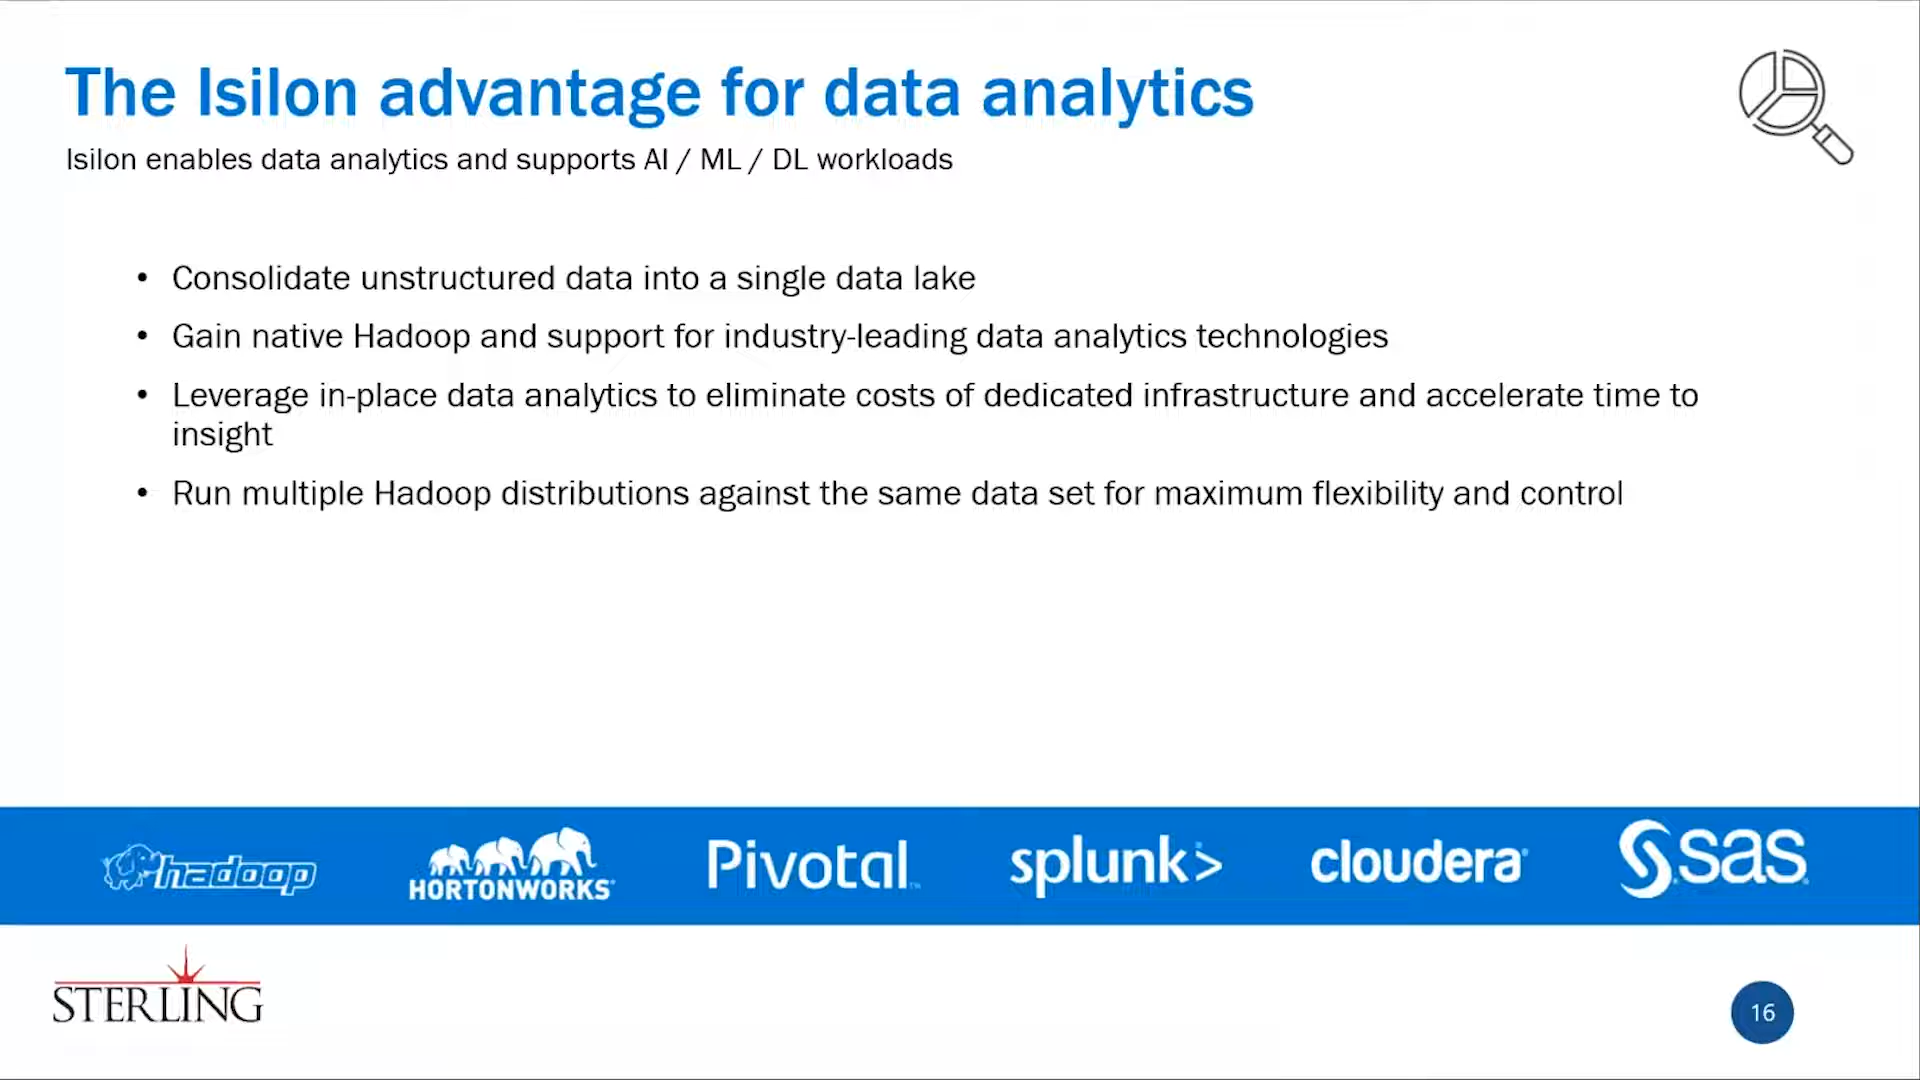 The Isilon advantage for data analytics
Isilon enables data analytics and supports AI / ML / DL workloads
• Consolidate unstructured data into a single data lake
• Gain native Hadoop and support for industry-leading data analytics technologies
• Leverage in-place data analytics to eliminate costs of dedicated infrastructure and accelerate time to
insight
• Run multiple Hadoop distributions against the same data set for maximum flexibility and control
hadoop HORTONWORKS Pivotal™ splunk> cloudera® sas
STERLING
16